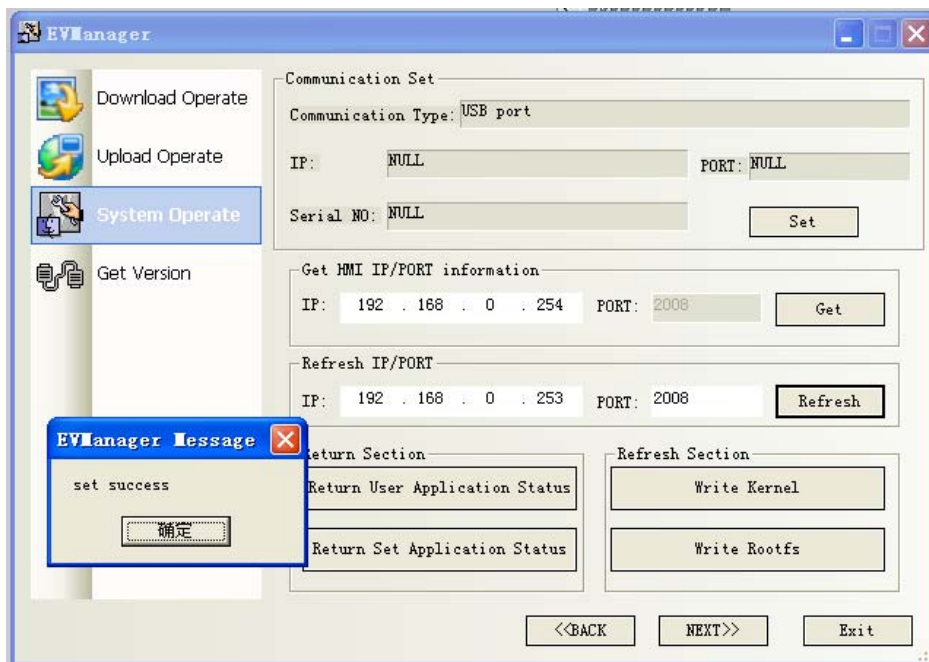 EVManager
Download Operate
Upload Operate
System Operate
Get Version
Communication Set
Communication Type: USB port
IP: NULL PORT: NULL
Serial NO: NULL Set
Get HMI IP/PORT information
IP: 192 . 168 . 0 . 254 PORT: 2008 Get
Refresh IP/PORT
IP: 192 . 168 . 0 . 253 PORT: 2008 Refresh
EVManager Message
set success
确定
Return Section
Return User Application Status
Return Set Application Status
Refresh Section
Write Kernel
Write Rootfs
<<BACK NEXT>> Exit